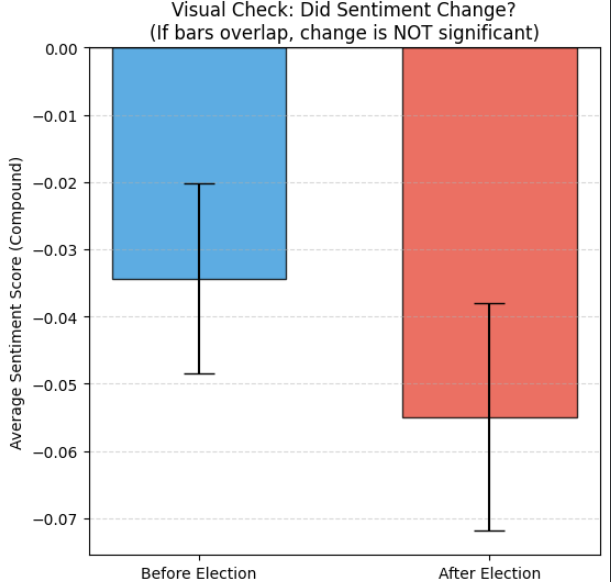 Visual Check: Did Sentiment Change?
(If bars overlap, change is NOT significant)
Average Sentiment Score (Compound)
0.00
−0.01
−0.02
−0.03
−0.04
−0.05
−0.06
−0.07
Before Election
After Election